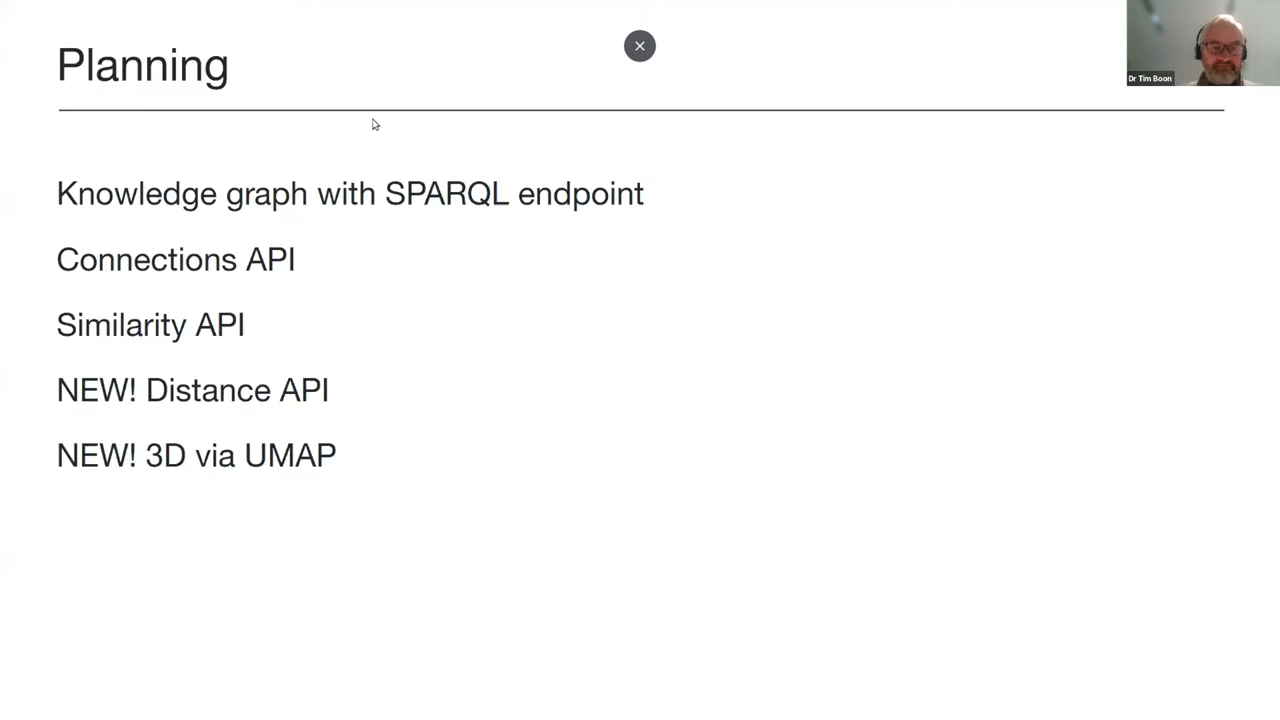 Planning
Dr Tim Boon
Knowledge graph with SPARQL endpoint
Connections API
Similarity API
NEW! Distance API
NEW! 3D via UMAP